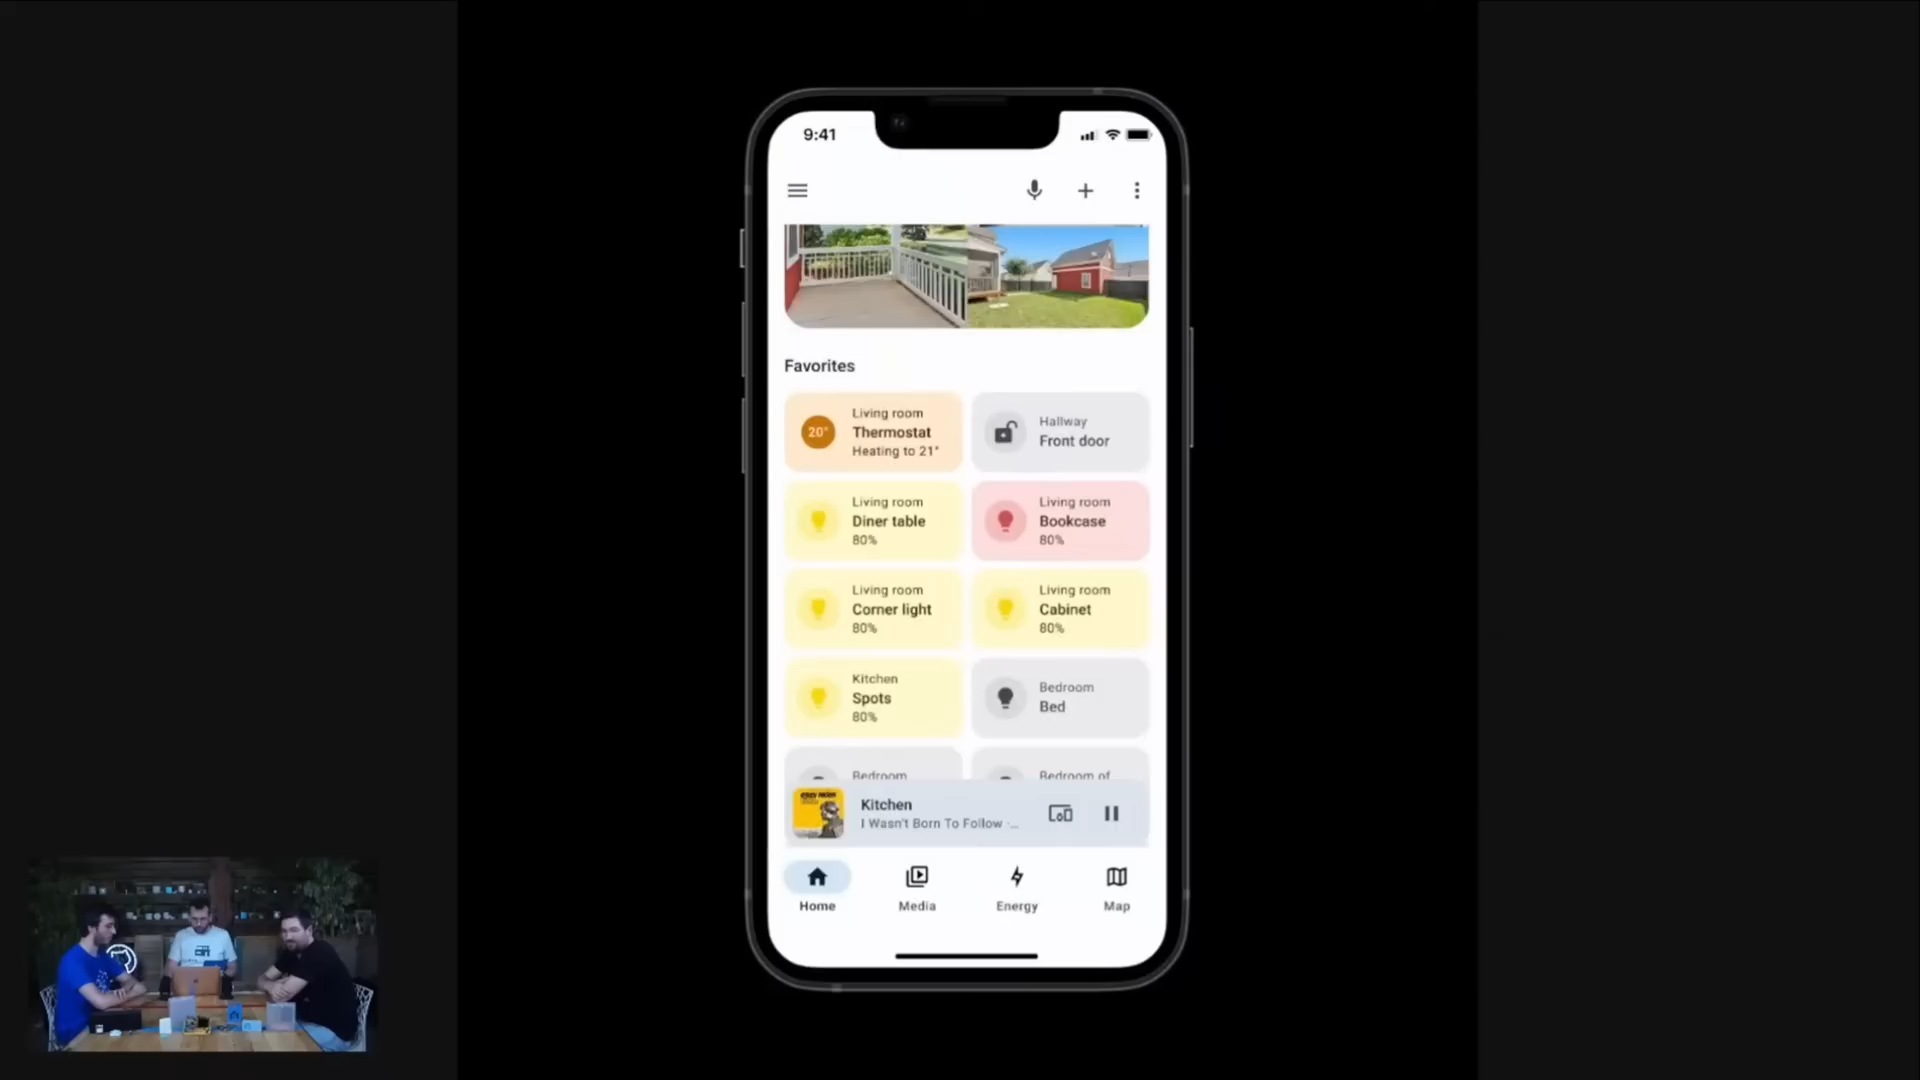 9:41
Favorites
Living room
Thermostat
Heating to 21°
20°
Hallway
Front door
Living room
Diner table
80%
Living room
Bookcase
80%
Living room
Corner light
80%
Living room
Cabinet
80%
Kitchen
Spots
80%
Bedroom
Bed
Bedroom
Bedroom of
Kitchen
I Wasn't Born To Follow -...
Home
Media
Energy
Map